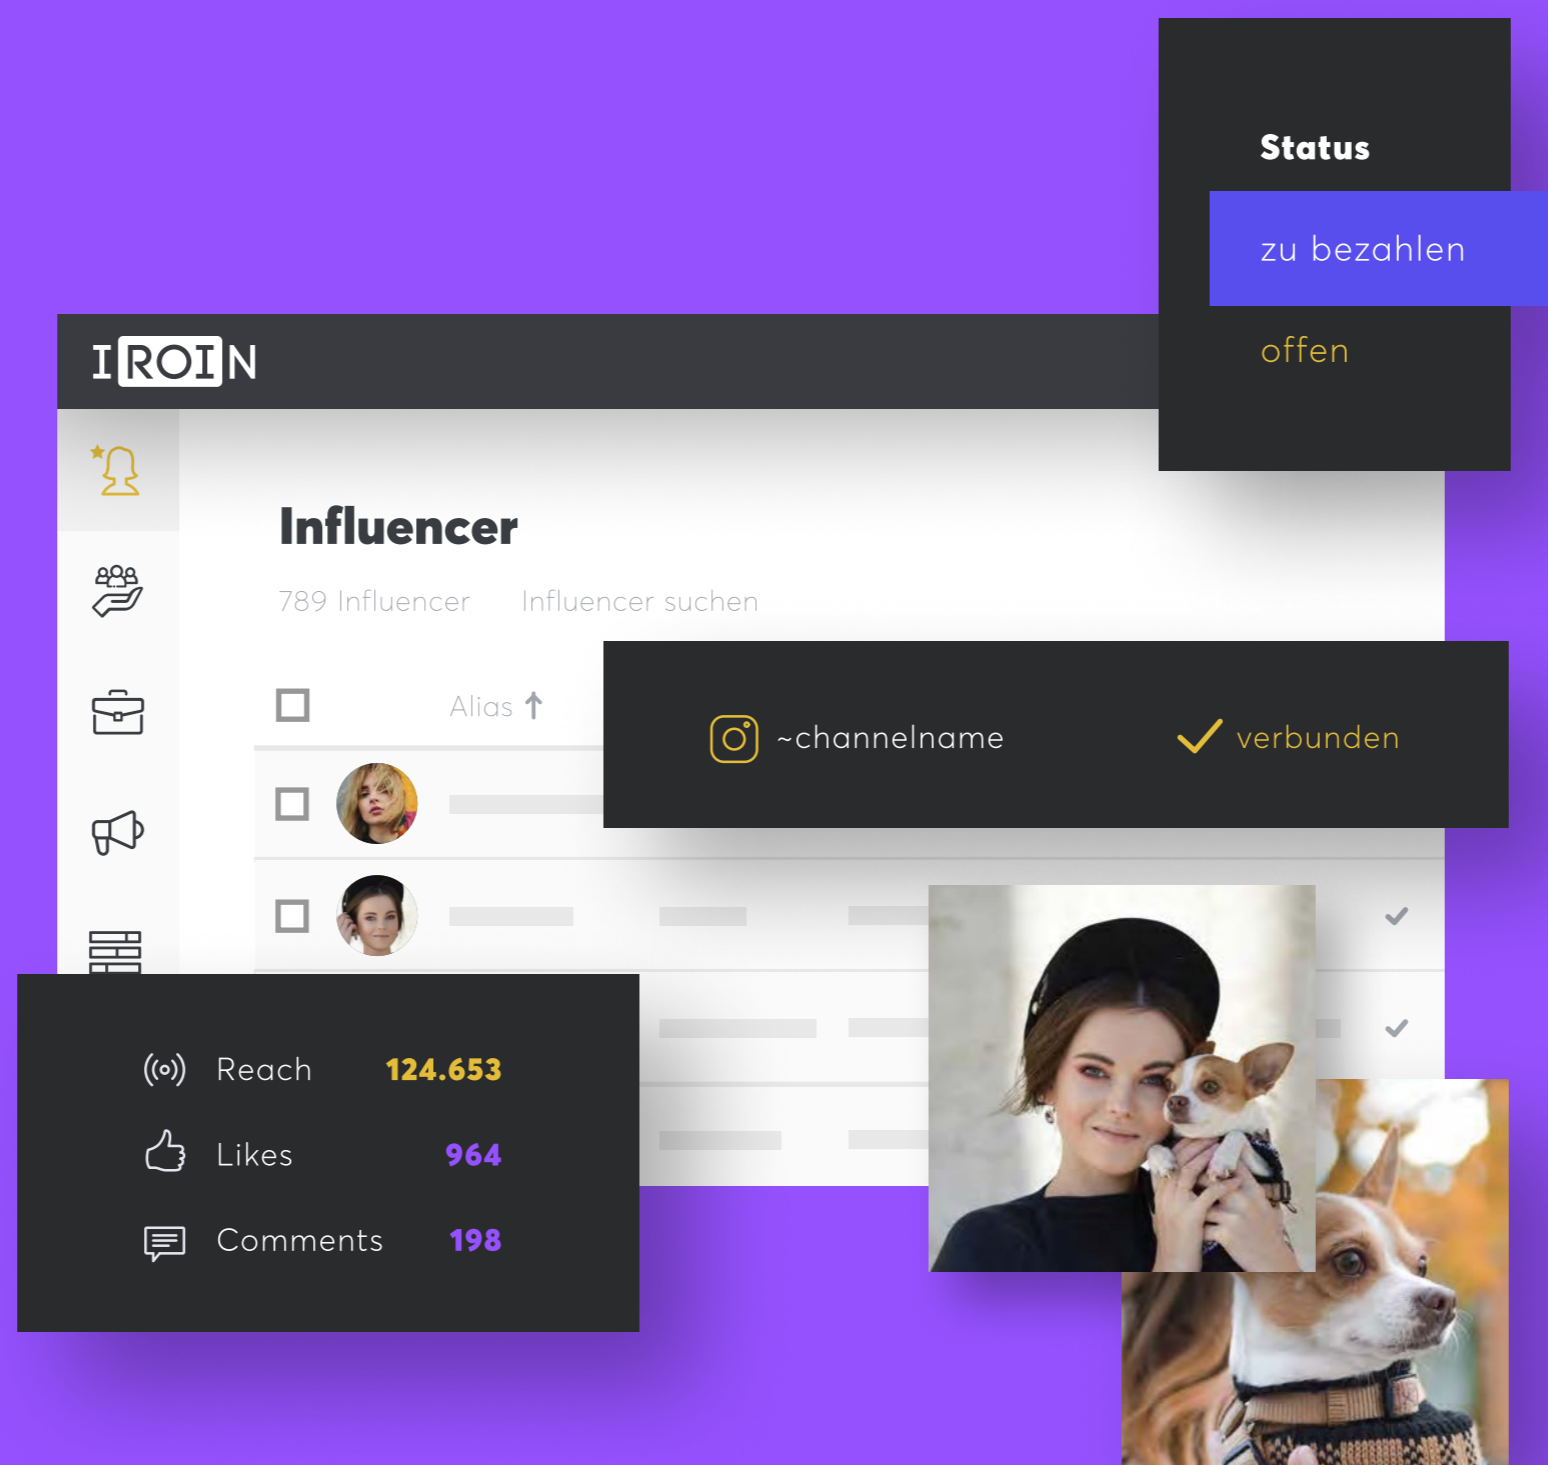 Status
zu bezahlen
offen
IROIN
Influencer
789 Influencer Influencer suchen
Alias
~channelname verbunden
Reach 124.653
Likes 964
Comments 198